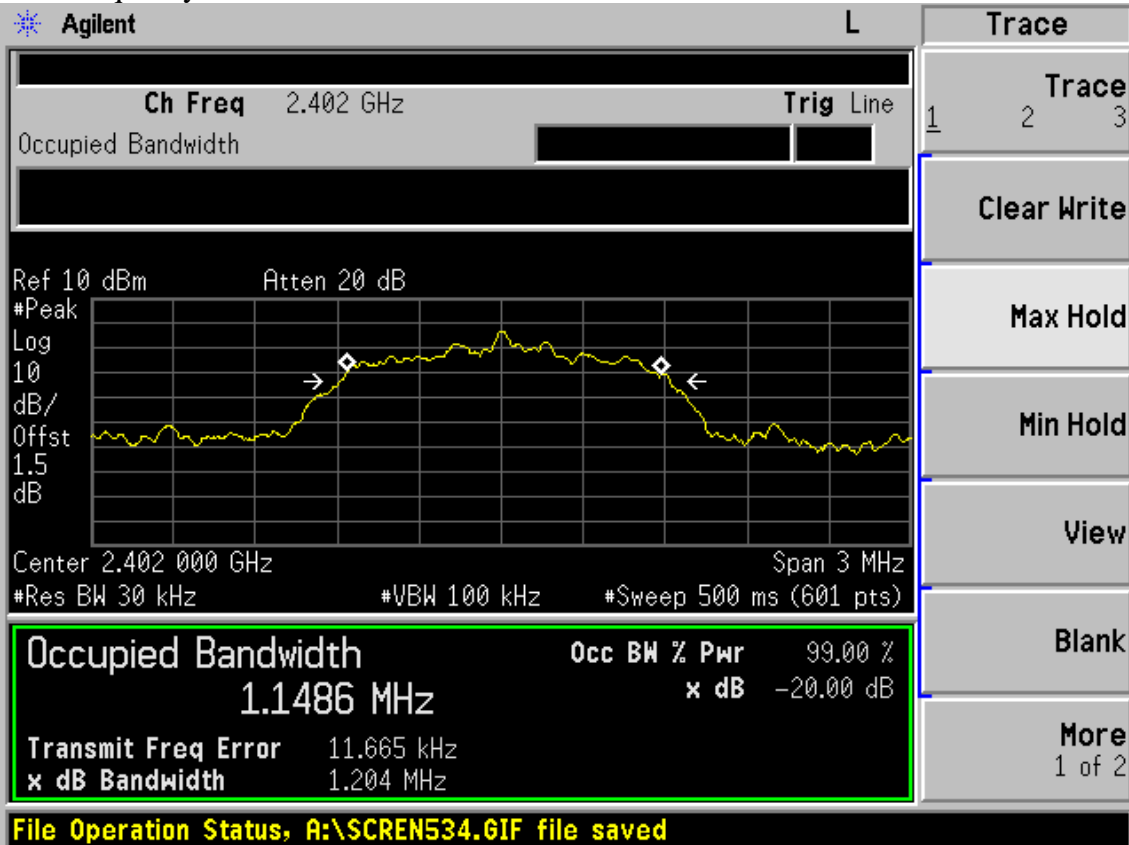 Agilent L Trace
Ch Freq 2.402 GHz Trig Line
Occupied Bandwidth
Trace
1 2 3
Clear Write
Max Hold
Min Hold
View
Blank
More
1 of 2
Ref 10 dBm Atten 20 dB
#Peak
Log
10
dB/
Offst
1.5
dB
Center 2.402 000 GHz Span 3 MHz
#Res BW 30 kHz #VBW 100 kHz #Sweep 500 ms (601 pts)
Occupied Bandwidth Occ BW % Pwr 99.00 %
1.1486 MHz x dB -20.00 dB
Transmit Freq Error 11.665 kHz
x dB Bandwidth 1.204 MHz
File Operation Status, A:\SCREN534.GIF file saved